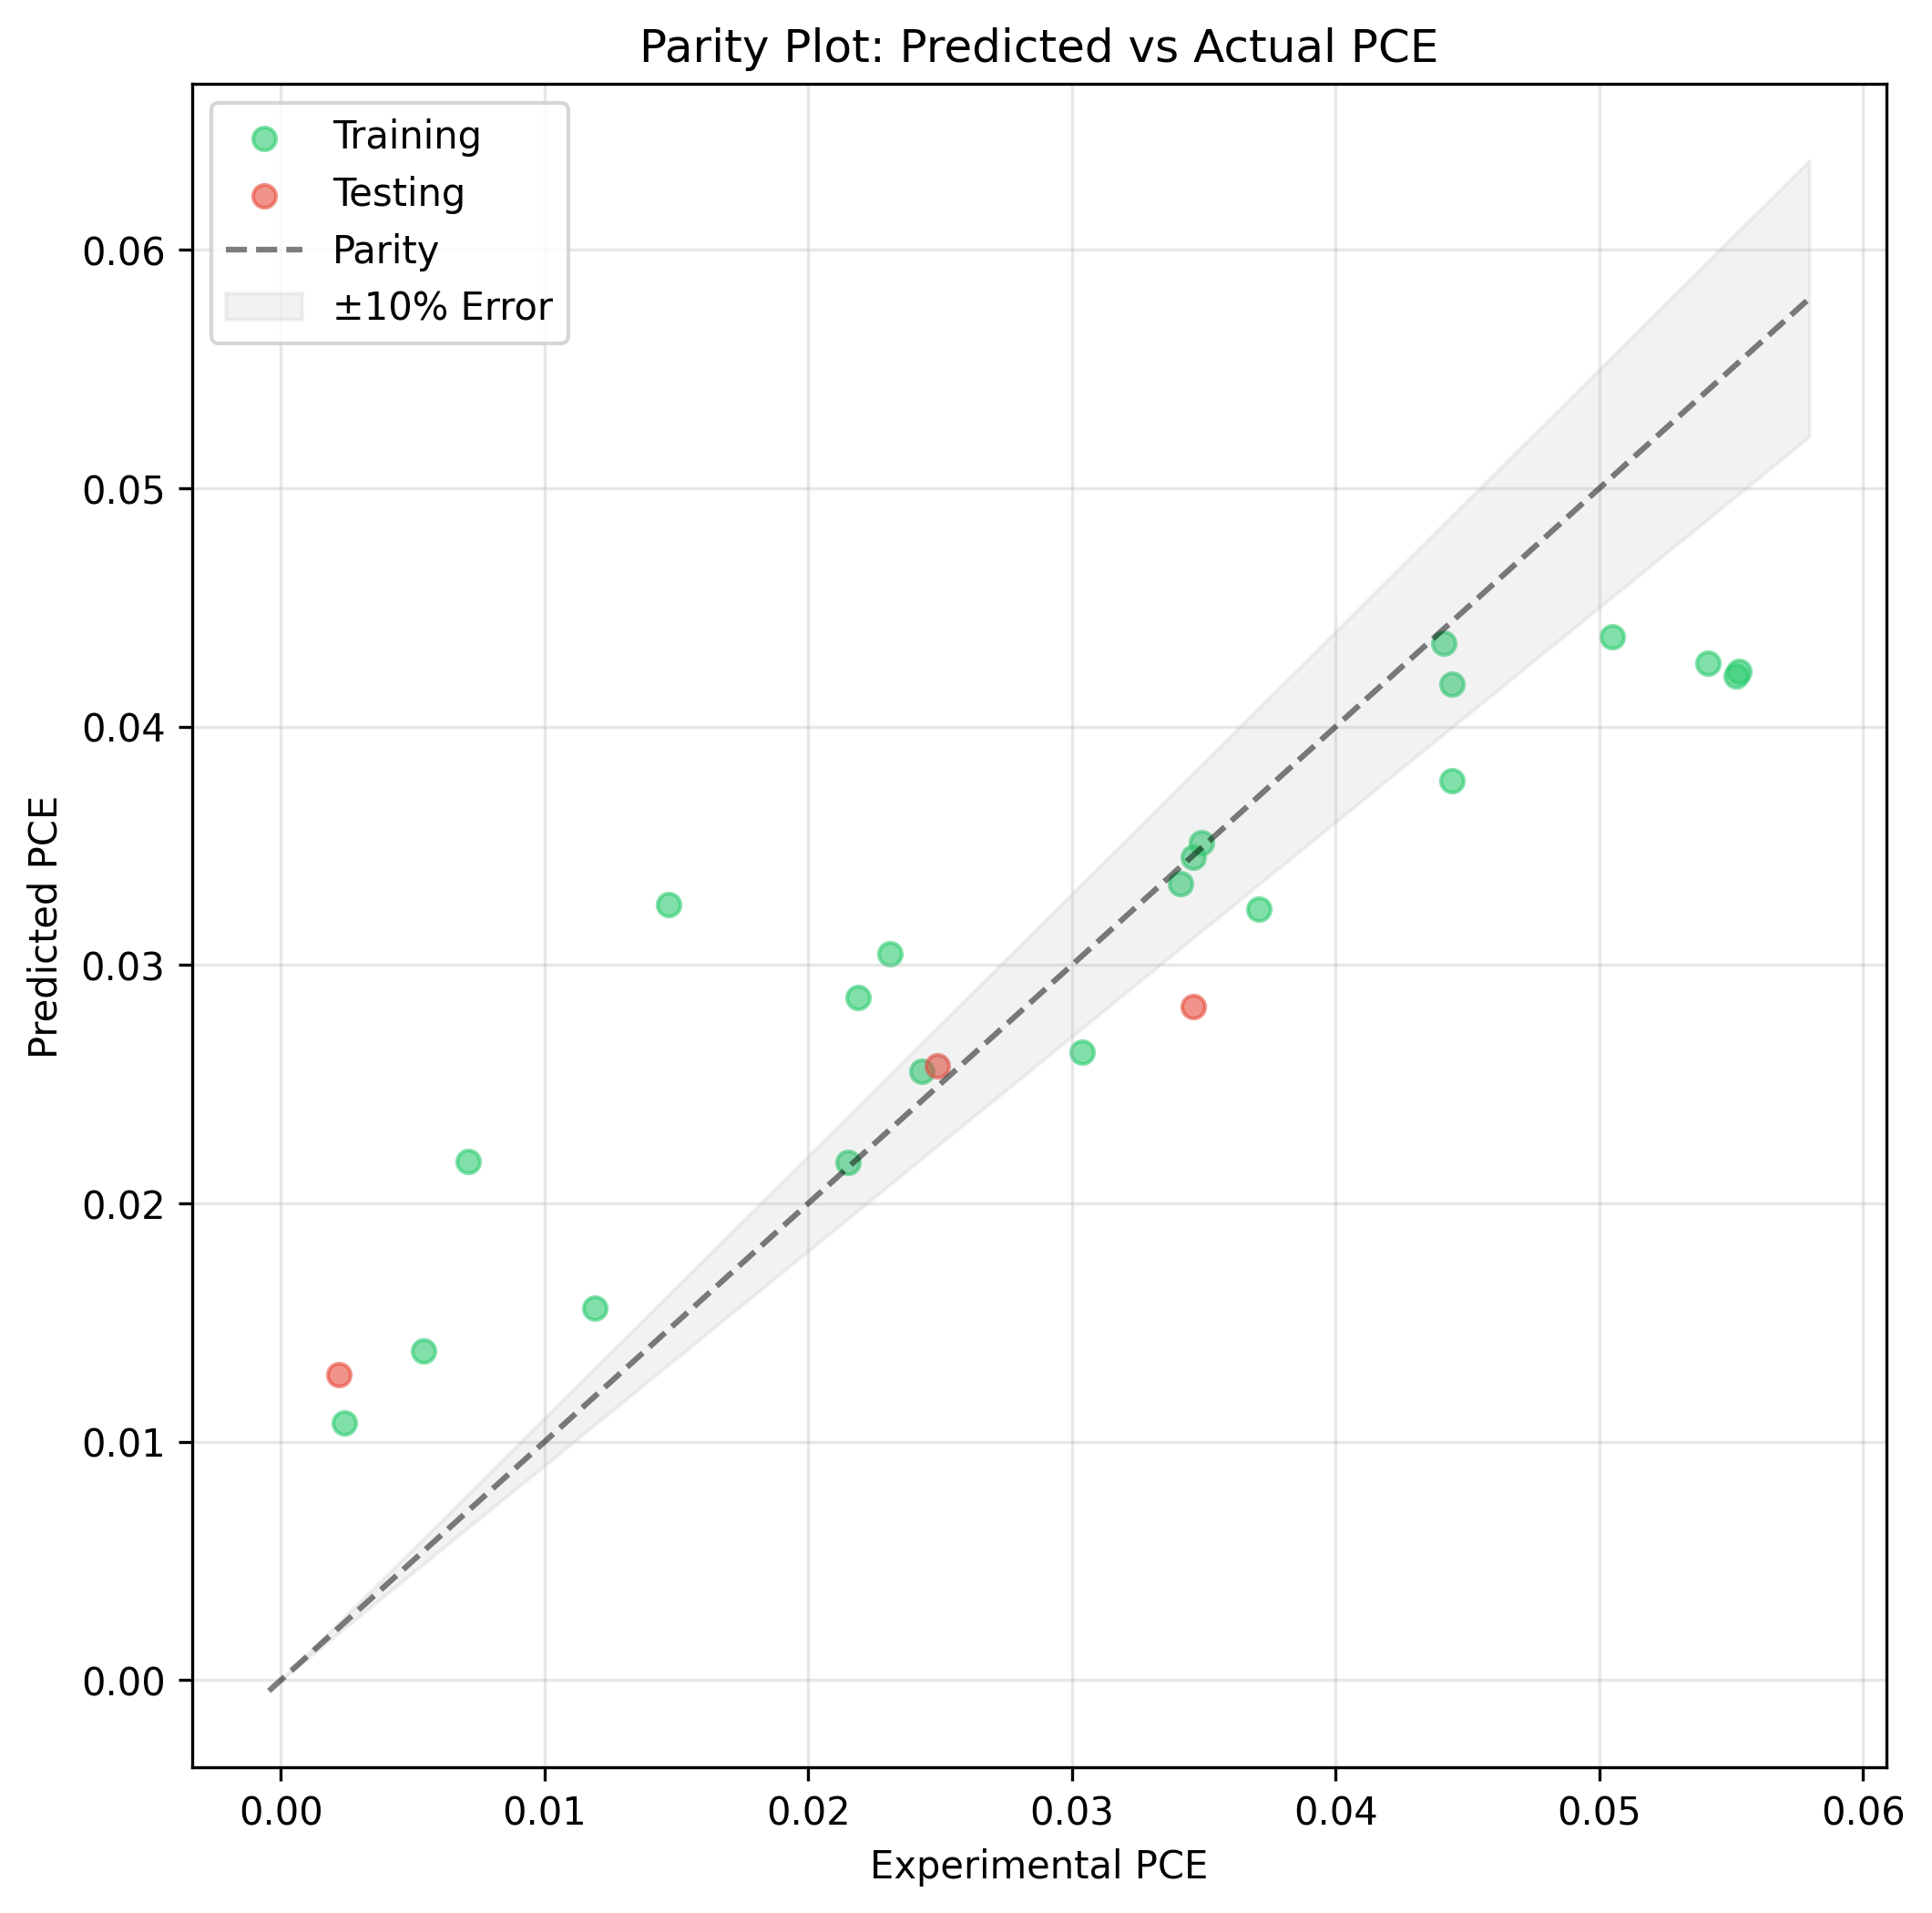 Parity Plot: Predicted vs Actual PCE
Training
Testing
Parity
±10% Error
0.06
0.05
0.04
0.03
0.02
0.01
0.00
Predicted PCE
0.00 0.01 0.02 0.03 0.04 0.05 0.06
Experimental PCE